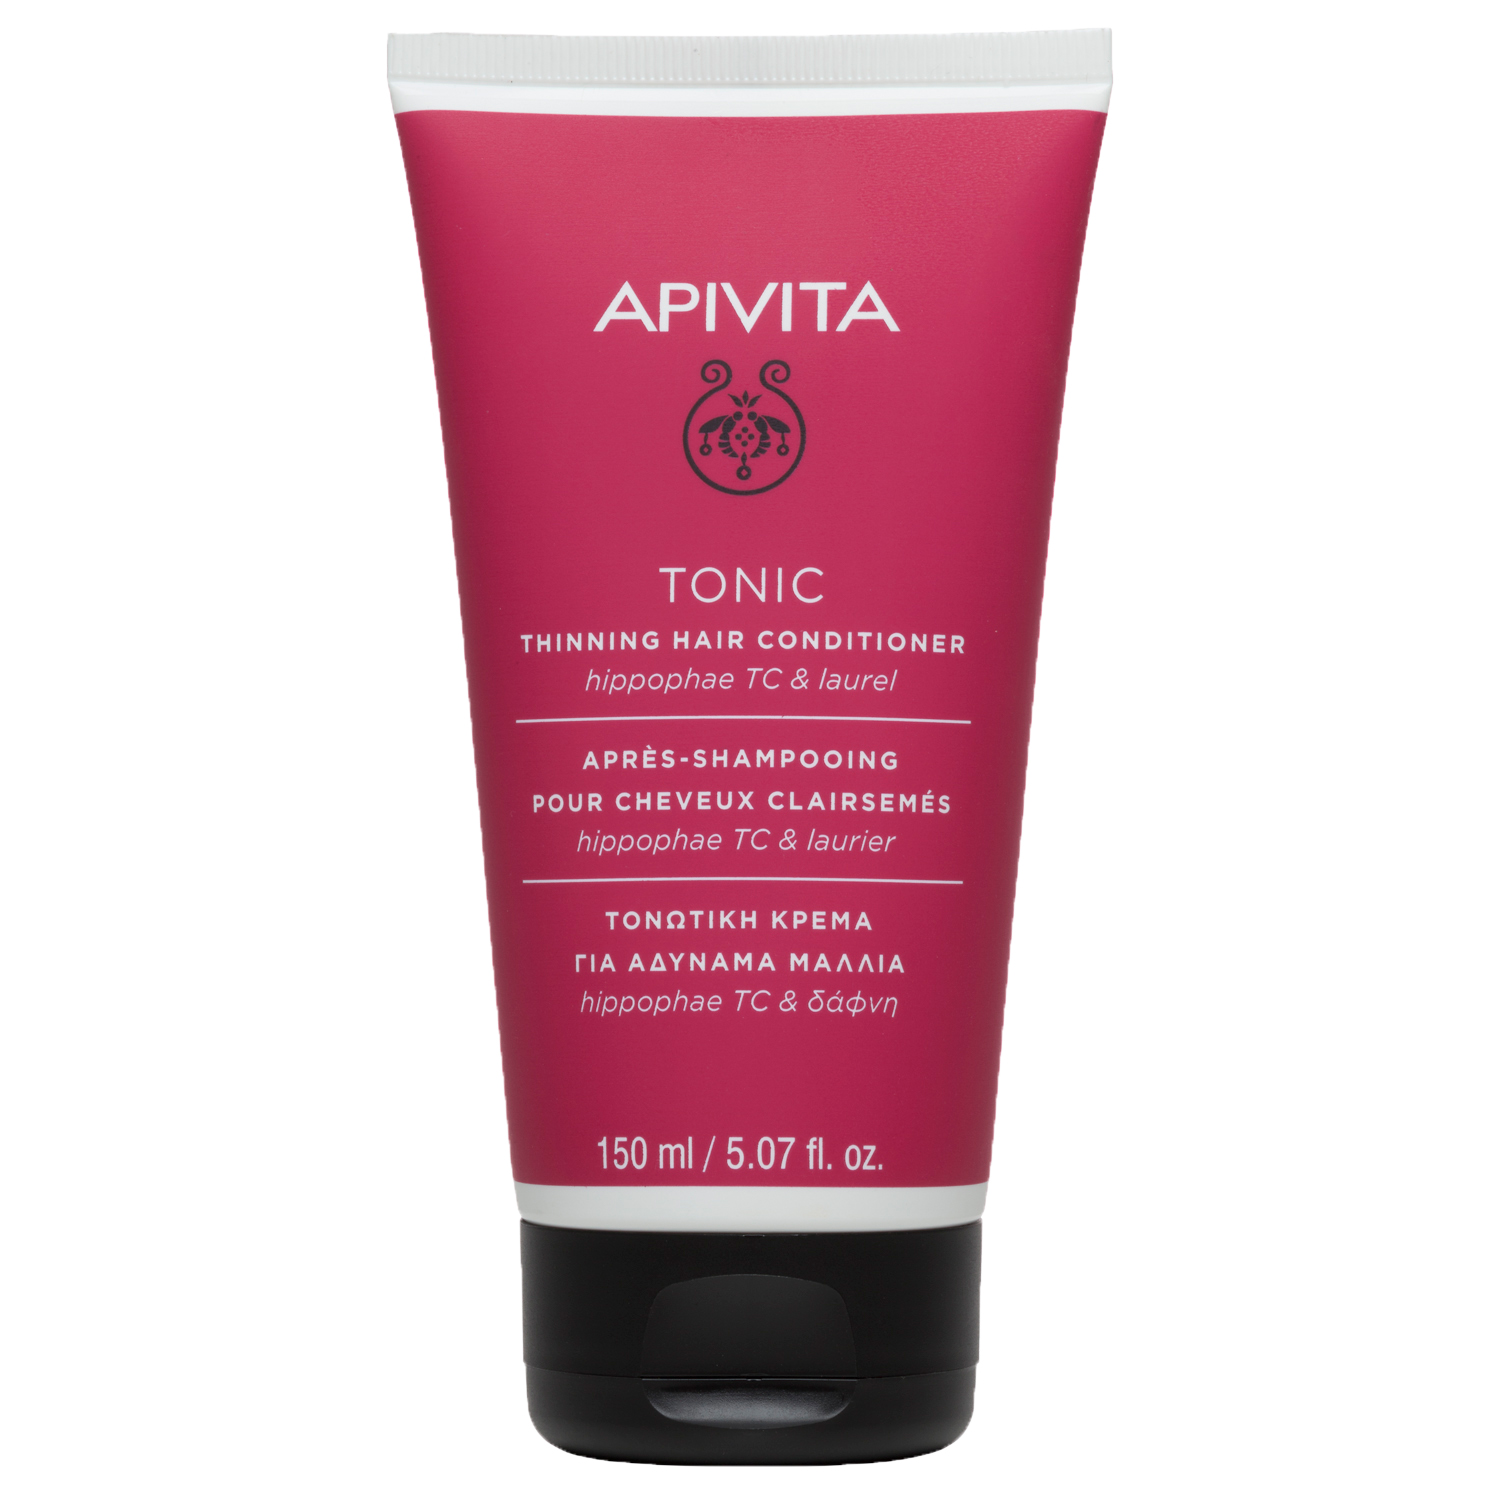 APIVITA
TONIC
THINNING HAIR CONDITIONER
hippophae TC & laurel
APRÈS-SHAMPOOING
POUR CHEVEUX CLAIRSEMÉS
hippophae TC & laurier
ΤΟΝΩΤΙΚΗ ΚΡΕΜΑ
ΓΙΑ ΑΔΥΝΑΜΑ ΜΑΛΛΙΑ
hippophae TC & δάφνη
150 ml / 5.07 fl. oz.